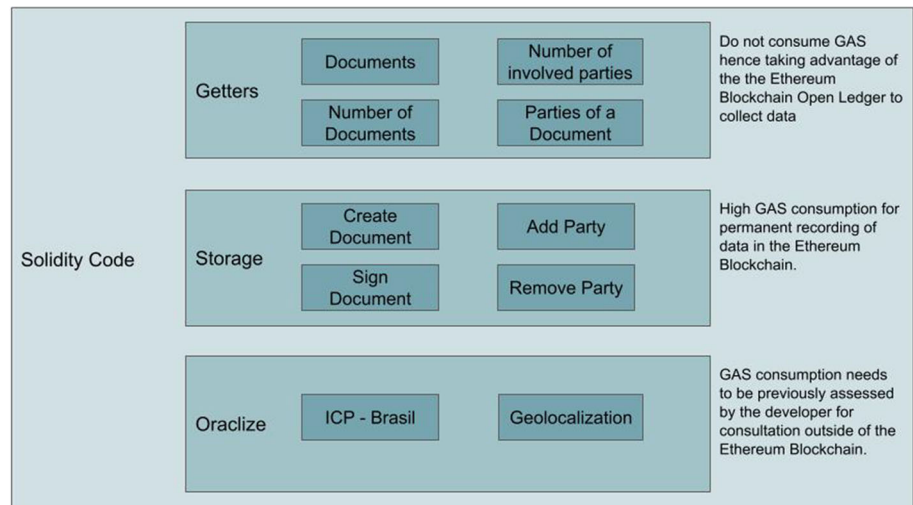 Solidity Code
Getters
Documents
Number of
involved parties
Number of
Documents
Parties of a
Document
Do not consume GAS
hence taking advantage of
the the Ethereum
Blockchain Open Ledger to
collect data
Storage
Create
Document
Add Party
Sign
Document
Remove Party
High GAS consumption for
permanent recording of
data in the Ethereum
Blockchain.
Oraclize
ICP - Brasil
Geolocalization
GAS consumption needs
to be previously assessed
by the developer for
consultation outside of the
Ethereum Blockchain.